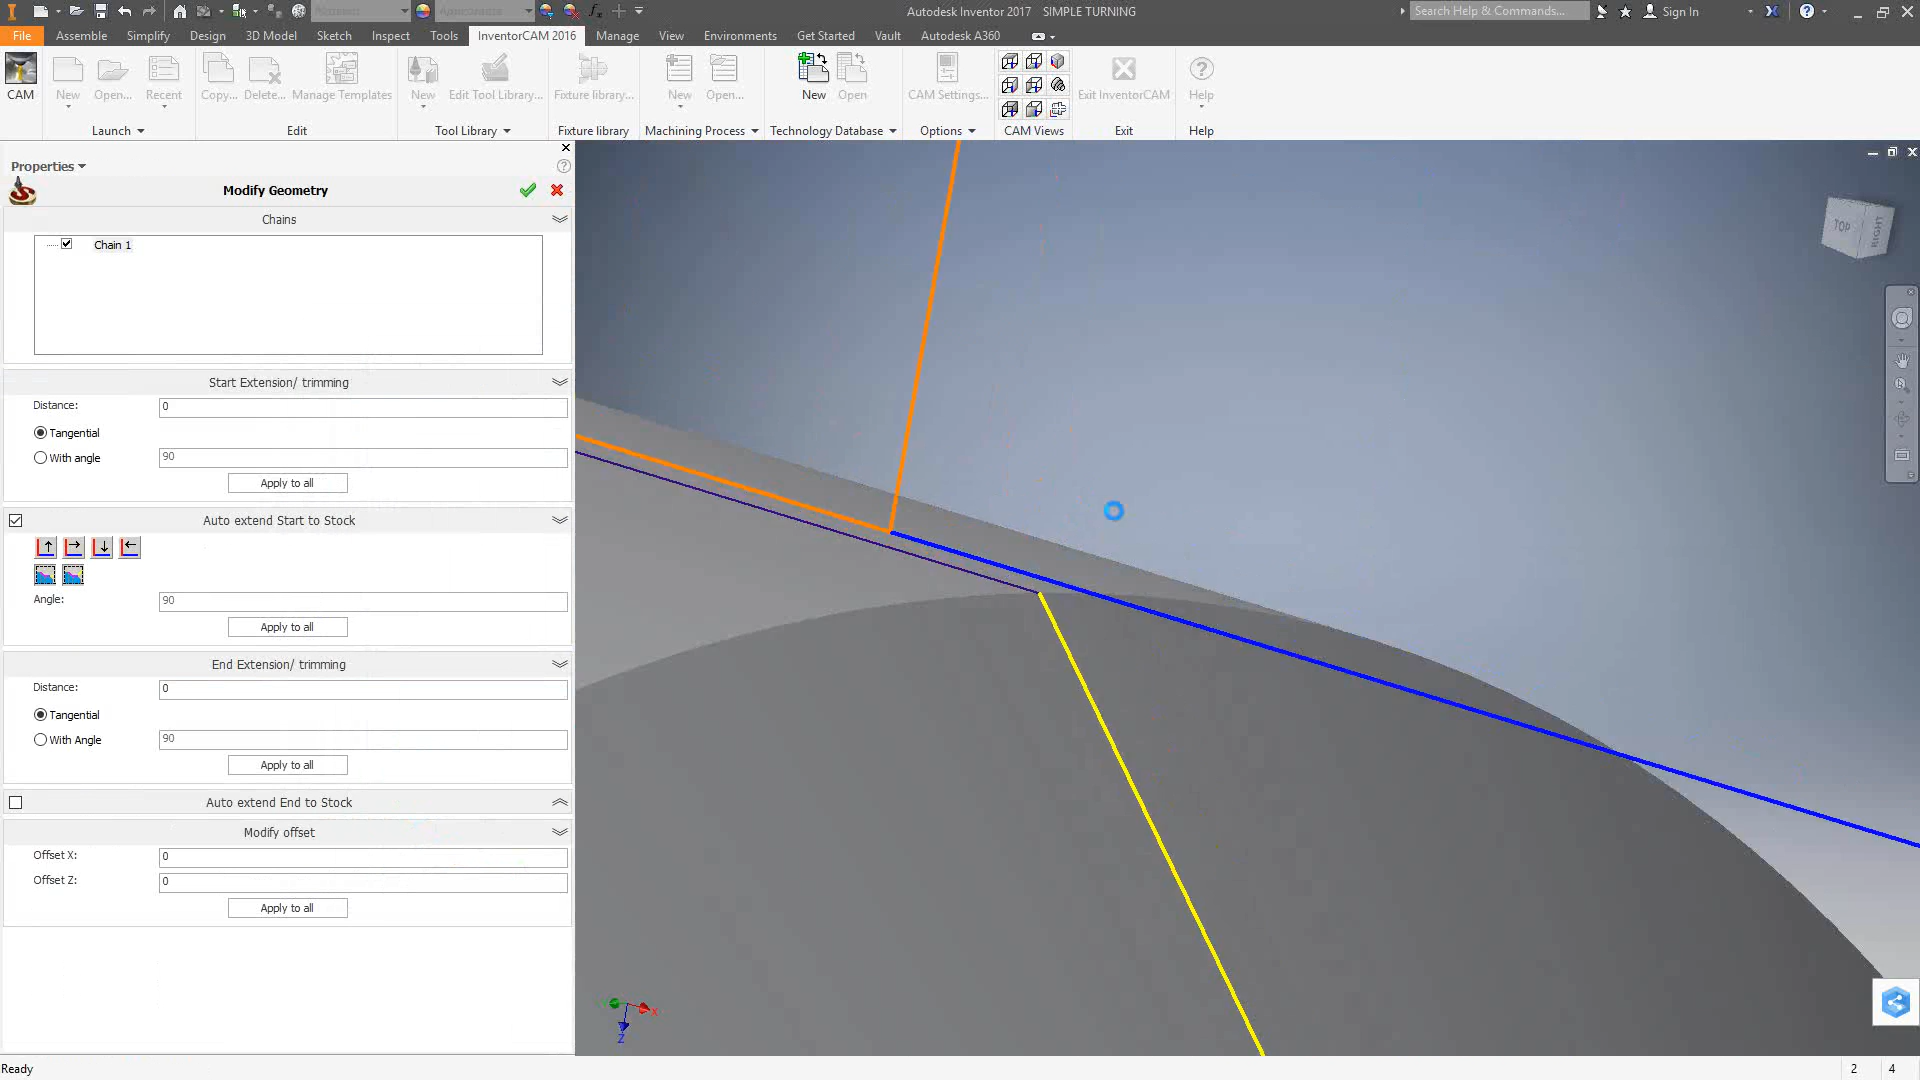 Autodesk Inventor 2017 SIMPLE TURNING
Search Help & Commands...
Sign In
File Assemble Simplify Design 3D Model Sketch Inspect Tools InventorCAM 2016 Manage View Environments Get Started Vault Autodesk A360
CAM New Open... Recent Copy... Delete... Manage Templates New Edit Tool Library... Fixture library... New Open... New Open CAM Settings... Exit InventorCAM Help
Launch Edit Tool Library Fixture library Machining Process Technology Database Options CAM Views Exit Help
Properties
Modify Geometry
Chains
Chain 1
Start Extension/ trimming
Distance: 0
Tangential
With angle 90
Apply to all
Auto extend Start to Stock
Angle: 90
Apply to all
End Extension/ trimming
Distance: 0
Tangential
With Angle 90
Apply to all
Auto extend End to Stock
Modify offset
Offset X: 0
Offset Z: 0
Apply to all
TOP
RIGHT
X
Z
Ready
2 4